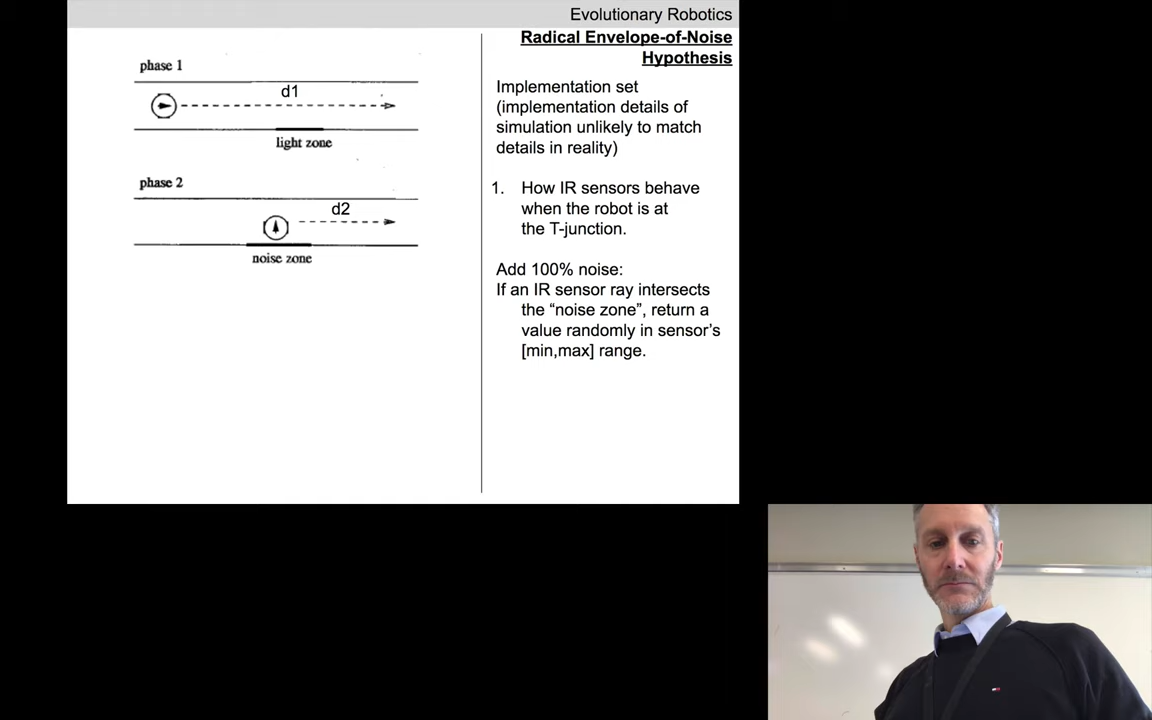 Evolutionary Robotics
Radical Envelope-of-Noise
Hypothesis
phase 1
d1
light zone
phase 2
d2
noise zone
Implementation set
(implementation details of
simulation unlikely to match
details in reality)
1. How IR sensors behave
when the robot is at
the T-junction.
Add 100% noise:
If an IR sensor ray intersects
the “noise zone”, return a
value randomly in sensor’s
[min,max] range.